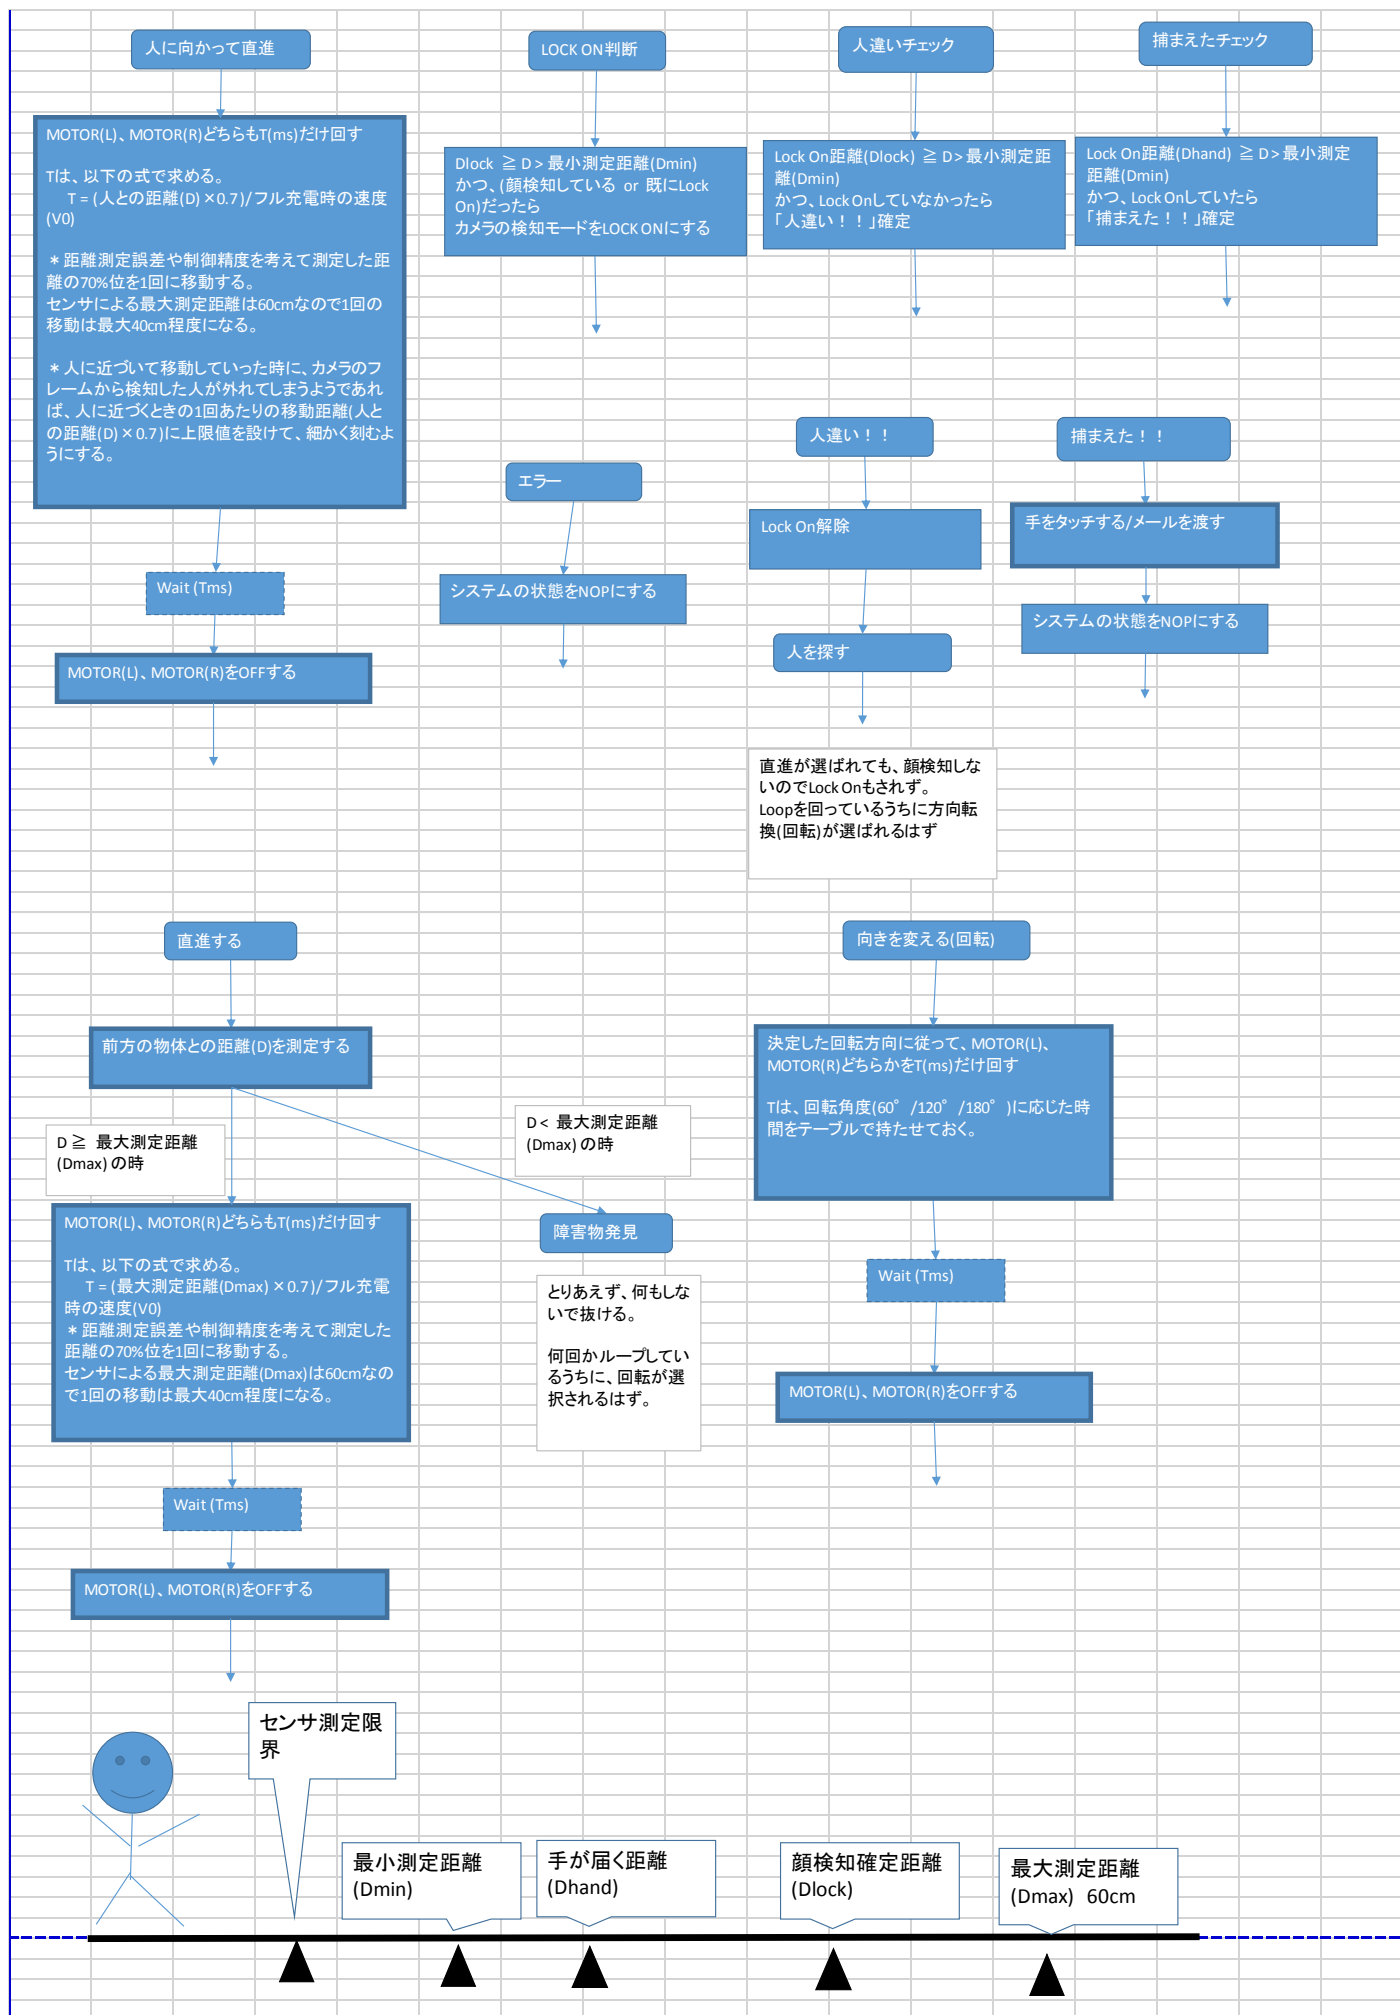 人に向かって直進
MOTOR(L)、MOTOR(R)どちらもT(ms)だけ回す
Tは、以下の式で求める。
T = (人との距離(D) ×0.7)/フル充電時の速度
(V0)
＊距離測定誤差や制御精度を考えて測定した距
離の70%位を1回に移動する。
センサによる最大測定距離は60cmなので1回の
移動は最大40cm程度になる。
＊人に近づいて移動していった時に、カメラのフ
レームから検知した人が外れてしまうようであれ
ば、人に近づくときの1回あたりの移動距離(人と
の距離(D)×0.7)に上限値を設けて、細かく刻むよ
うにする。
Wait (Tms)
MOTOR(L)、MOTOR(R)をOFFする
LOCK ON判断
Dlock ≧ D > 最小測定距離(Dmin)
かつ、(顔検知している or 既にLock
On)だったら
カメラの検知モードをLOCK ONにする
人違いチェック
Lock On距離(Dlock) ≧ D > 最小測定距
離(Dmin)
かつ、Lock Onしていなかったら
「人違い！！」確定
捕まえたチェック
Lock On距離(Dhand) ≧ D > 最小測定
距離(Dmin)
かつ、Lock Onしていたら
「捕まえた！！」確定
エラー
システムの状態をNOPにする
人違い！！
Lock On解除
人を探す
直進が選ばれても、顔検知しな
いのでLock Onもされず。
Loopを回っているうちに方向転
換(回転)が選ばれるはず
捕まえた！！
手をタッチする/メールを渡す
システムの状態をNOPにする
直進する
前方の物体との距離(D)を測定する
D ≧ 最大測定距離
(Dmax) の時
D < 最大測定距離
(Dmax) の時
MOTOR(L)、MOTOR(R)どちらもT(ms)だけ回す
Tは、以下の式で求める。
T = (最大測定距離(Dmax) ×0.7)/フル充電
時の速度(V0)
＊距離測定誤差や制御精度を考えて測定した
距離の70%位を1回に移動する。
センサによる最大測定距離(Dmax)は60cmなの
で1回の移動は最大40cm程度になる。
Wait (Tms)
MOTOR(L)、MOTOR(R)をOFFする
障害物発見
とりあえず、何もしな
いで抜ける。
何回かループしてい
るうちに、回転が選
択されるはず。
向きを変える(回転)
決定した回転方向に従って、MOTOR(L)、
MOTOR(R)どちらかをT(ms)だけ回す
Tは、回転角度(60°/120°/180°)に応じた時
間をテーブルで持たせておく。
Wait (Tms)
MOTOR(L)、MOTOR(R)をOFFする
センサ測定限
界
最小測定距離
(Dmin)
手が届く距離
(Dhand)
顔検知確定距離
(Dlock)
最大測定距離
(Dmax) 60cm